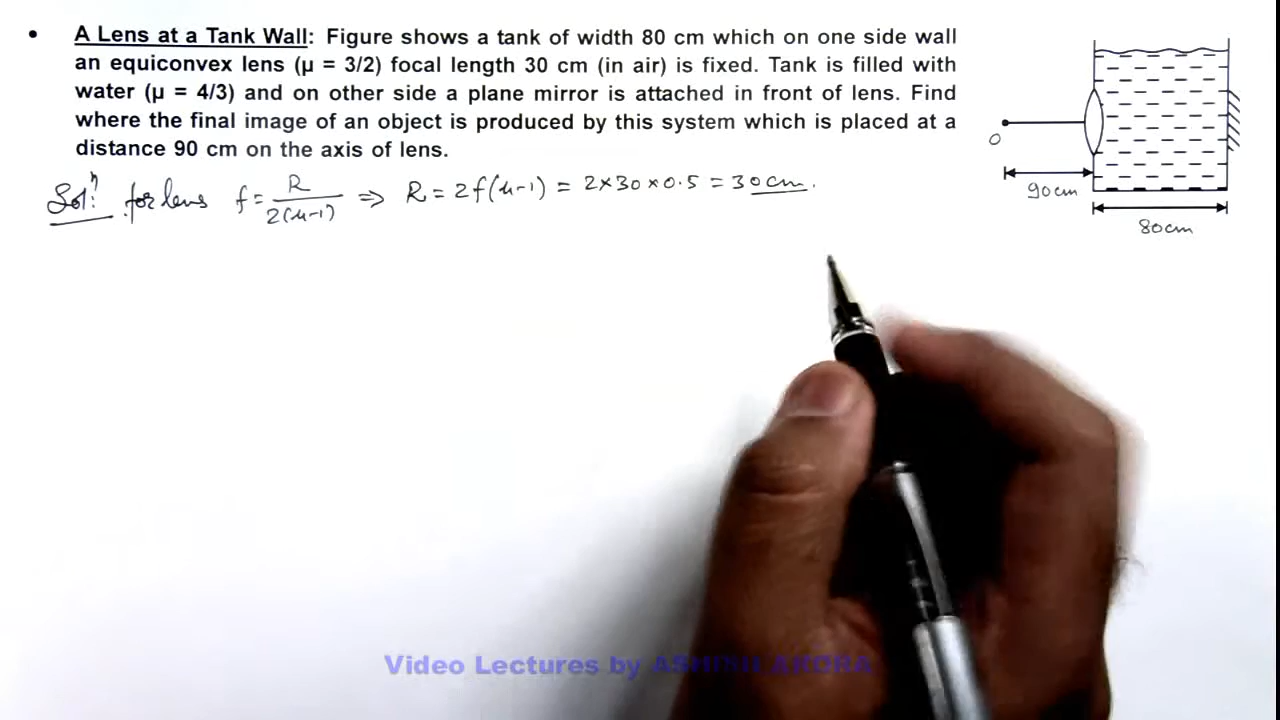 • A Lens at a Tank Wall: Figure shows a tank of width 80 cm which on one side wall
an equiconvex lens (μ = 3/2) focal length 30 cm (in air) is fixed. Tank is filled with
water (μ = 4/3) and on other side a plane mirror is attached in front of lens. Find
where the final image of an object is produced by this system which is placed at a
distance 90 cm on the axis of lens.
O
90cm
80cm
Solⁿ: for lens f = R / 2(μ-1) ⇒ R = 2f(μ-1) = 2×30×0.5 = 30cm.
Video Lectures by ASHISH ARORA